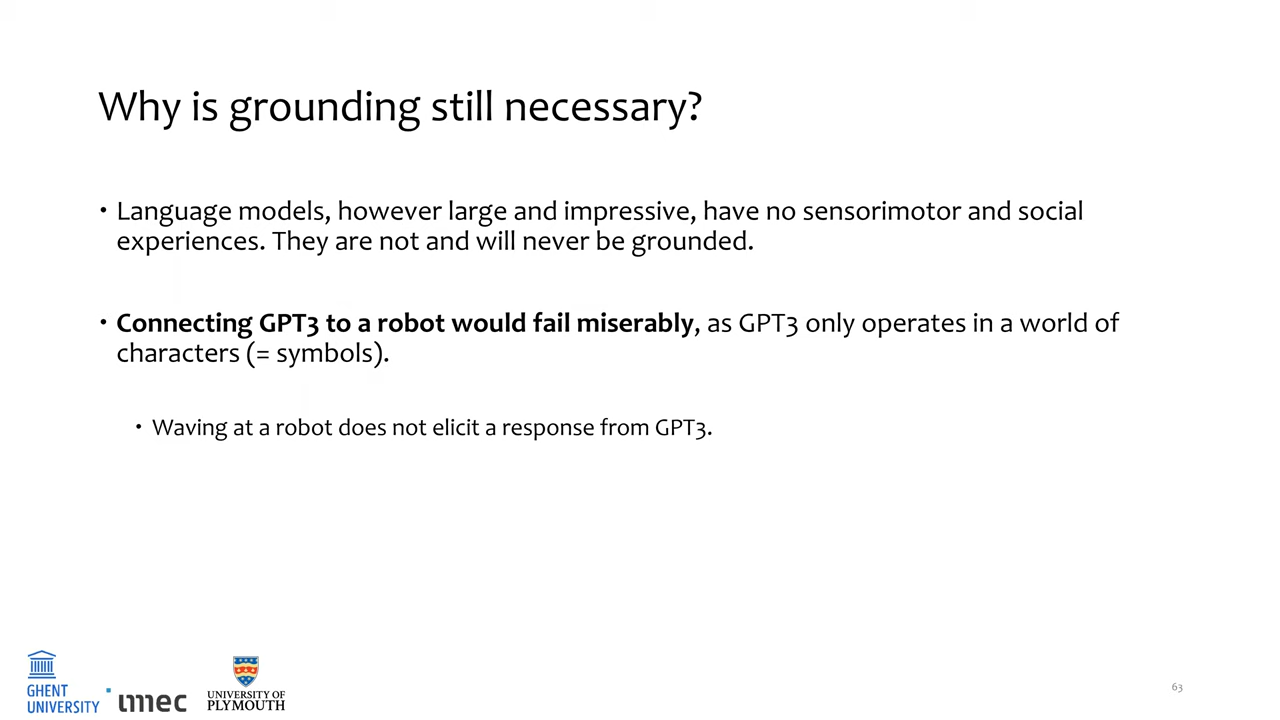 Why is grounding still necessary?
• Language models, however large and impressive, have no sensorimotor and social
experiences. They are not and will never be grounded.
• Connecting GPT3 to a robot would fail miserably, as GPT3 only operates in a world of
characters (= symbols).
• Waving at a robot does not elicit a response from GPT3.
GHENT
UNIVERSITY
imec
UNIVERSITY OF
PLYMOUTH
63